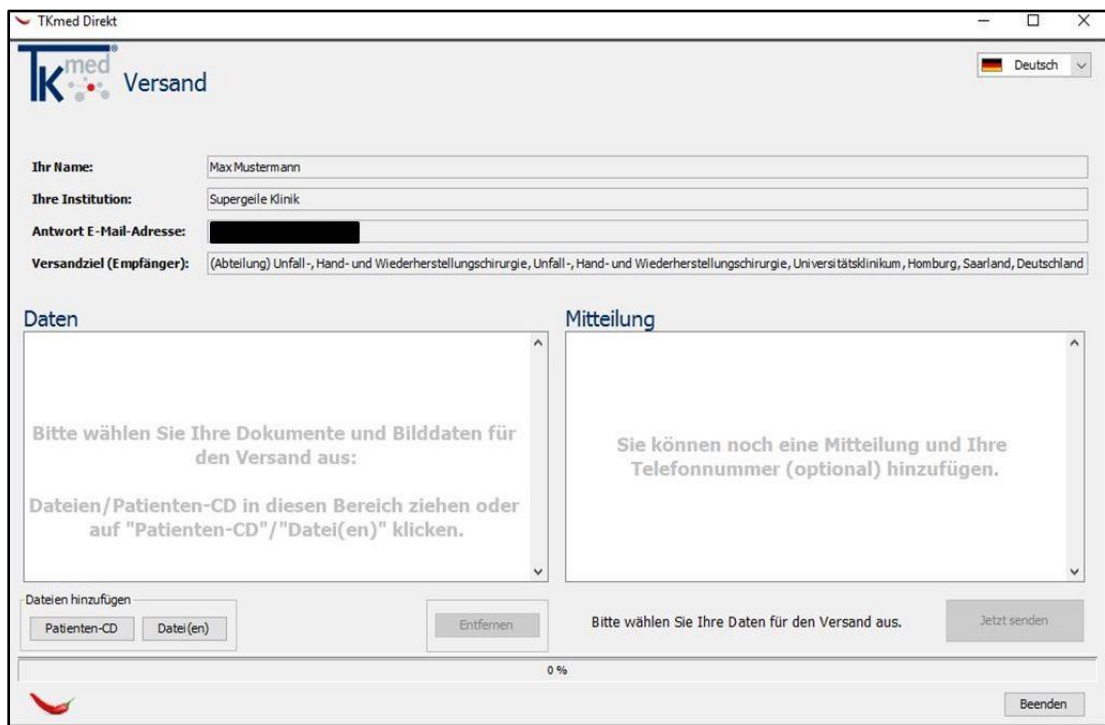 TKmed Direkt
TKmed® Versand
Deutsch
Ihr Name: Max Mustermann
Ihre Institution: Supergeile Klinik
Antwort E-Mail-Adresse:
Versandziel (Empfänger): (Abteilung) Unfall-, Hand- und Wiederherstellungschirurgie, Unfall-, Hand- und Wiederherstellungschirurgie, Universitätsklinikum, Homburg, Saarland, Deutschland
Daten
Bitte wählen Sie Ihre Dokumente und Bilddaten für
den Versand aus:
Dateien/Patienten-CD in diesen Bereich ziehen oder
auf "Patienten-CD"/"Datei(en)" klicken.
Mitteilung
Sie können noch eine Mitteilung und Ihre
Telefonnummer (optional) hinzufügen.
Dateien hinzufügen
Patienten-CD Datei(en)
Entfernen
Bitte wählen Sie Ihre Daten für den Versand aus.
Jetzt senden
0 %
Beenden